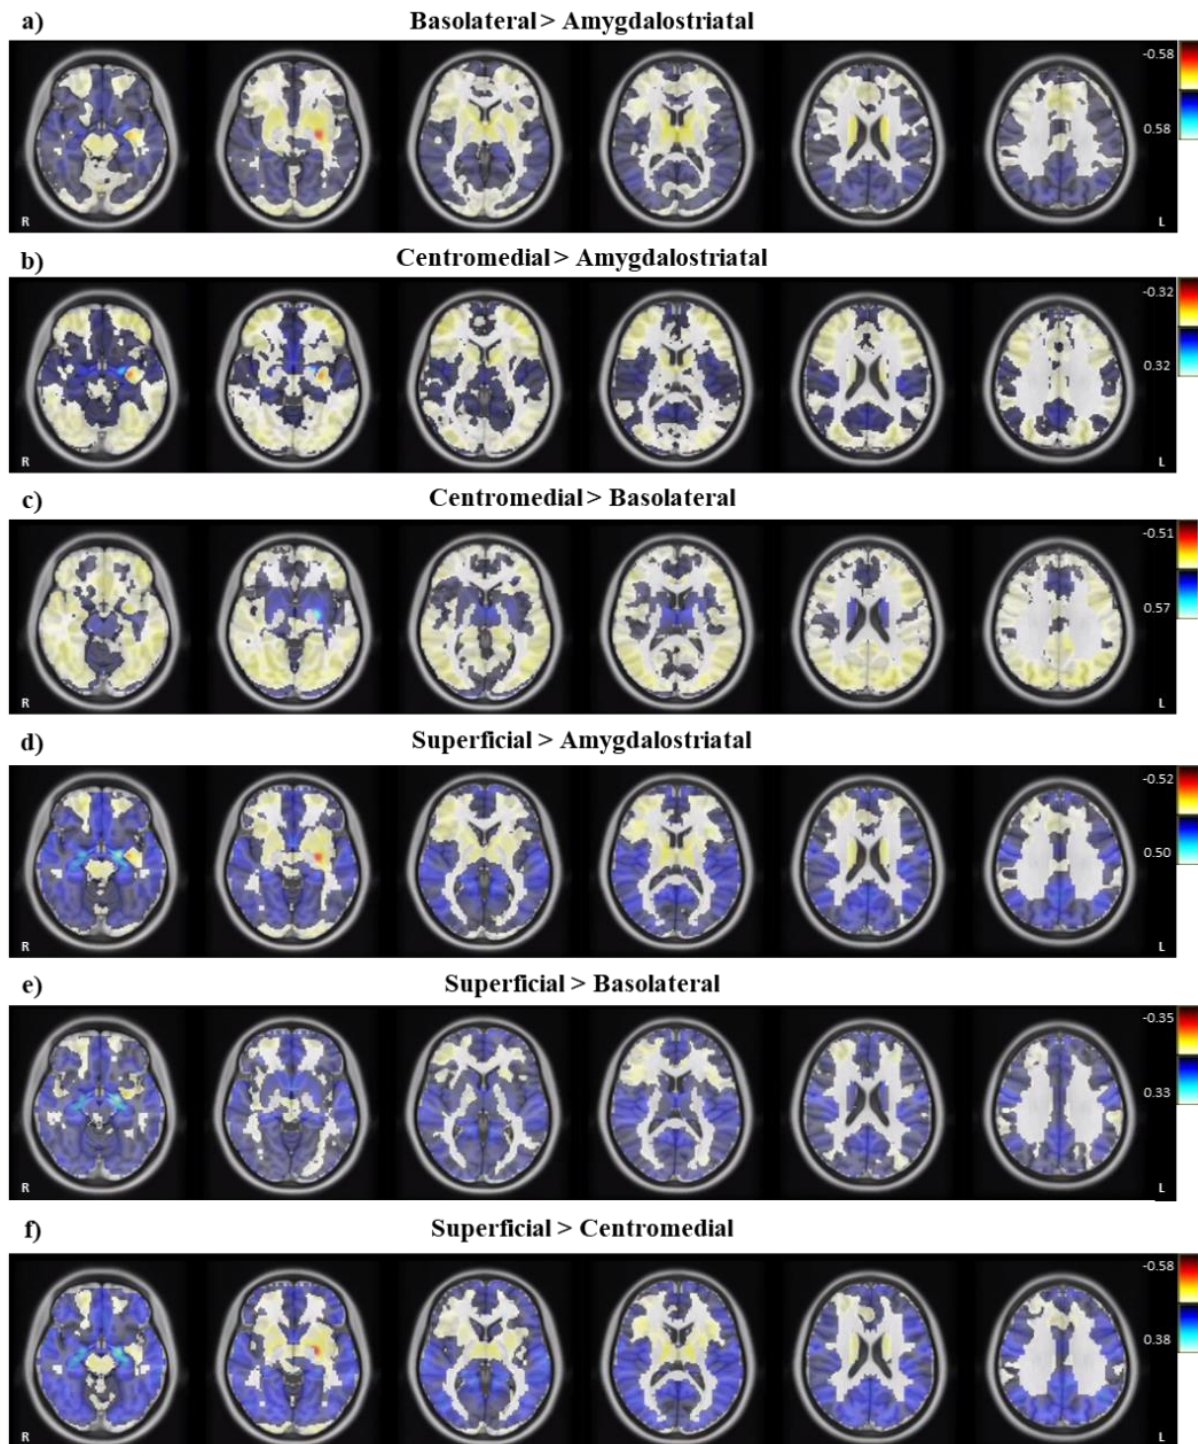 a) Basolateral > Amygdalostriatal
-0.58
0.58
R L
b) Centromedial > Amygdalostriatal
-0.32
0.32
R L
c) Centromedial > Basolateral
-0.51
0.57
R L
d) Superficial > Amygdalostriatal
-0.52
0.50
R L
e) Superficial > Basolateral
-0.35
0.33
R L
f) Superficial > Centromedial
-0.58
0.38
R L